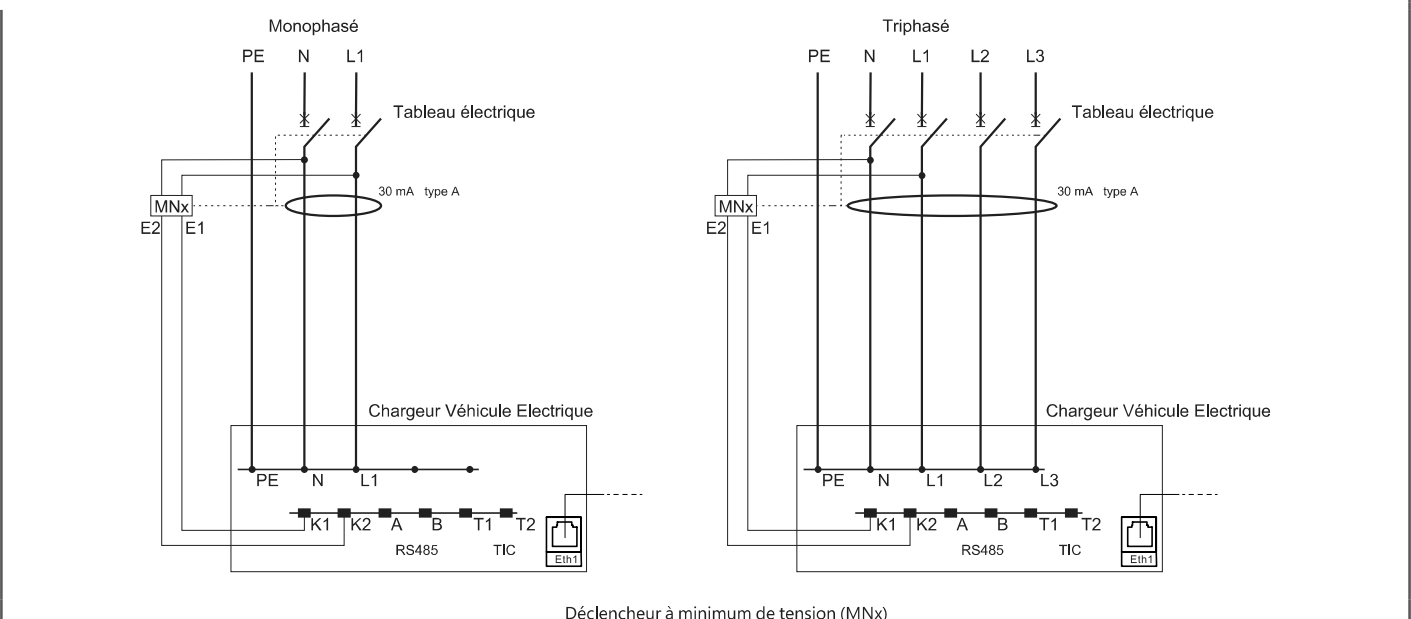 Monophasé
PE N L1
Tableau électrique
30 mA type A
MNx
E2 E1
Chargeur Véhicule Electrique
PE N L1
K1 K2 A B T1 T2
RS485 TIC
Eth1
Triphasé
PE N L1 L2 L3
Tableau électrique
30 mA type A
MNx
E2 E1
Chargeur Véhicule Electrique
PE N L1 L2 L3
K1 K2 A B T1 T2
RS485 TIC
Eth1
Déclencheur à minimum de tension (MNx)